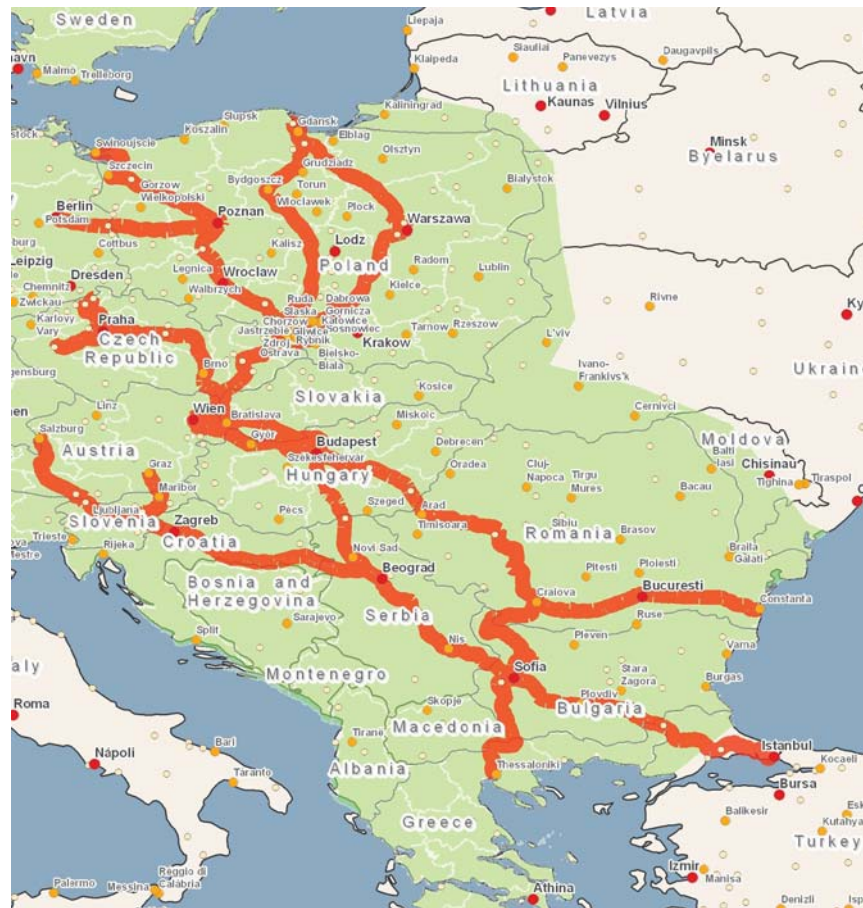 Sweden
Latvia
Liepaja
Siauliai
Panevezys
Daugavpils
Malmo
Trelleborg
Klaipeda
Lithuania
Kaunas
Vilnius
Slupsk
Gdansk
Kaliningrad
Koszalin
Elblag
Minsk
Byelarus
Swinoujscie
Olsztyn
Szczecin
Grudziadz
Gorzow
Wielkopolski
Bydgoszcz
Torun
Bialystok
Berlin
Wloclawek
Plock
Potsdam
Poznan
Warszawa
Cottbus
Kalisz
Lodz
Leipzig
Dresden
Legnica
Wroclaw
Poland
Radom
Lublin
Chemnitz
Zwickau
Walbrzych
Kielce
Rivne
Karlovy
Vary
Praha
Ruda
Slaska
Chorzow
Dabrowa
Gornicza
Katowice
Sosnowiec
Jastrzebie
Zdroj
Gliwice
Rybnik
Ostrava
Krakow
Tarnow
Rzeszow
L'viv
Czech
Republic
Bielsko-
Biala
Brno
Ivano-
Frankivs'k
Ukraine
Slovakia
Kosice
Linz
Wien
Bratislava
Miskolc
Cernivci
Salzburg
Györ
Budapest
Moldova
Austria
Szekesfehervar
Debrecen
Balti
Iasi
Chisinau
Graz
Hungary
Oradea
Cluj-
Napoca
Tirgu
Mures
Bacau
Tighina
Tiraspol
Maribor
Ljubljana
Slovenia
Pécs
Szeged
Arad
Zagreb
Timisoara
Sibiu
Romania
Brasov
Trieste
Rijeka
Croatia
Novi-Sad
Braila
Galati
Bosnia and
Herzegovina
Beograd
Pitesti
Ploiesti
Craiova
Bucuresti
Constanta
Sarajevo
Serbia
Ruse
Split
Nis
Pleven
Varna
Montenegro
Sofia
Stara
Zagora
Plovdiv
Burgas
Bulgaria
Roma
Skopje
Macedonia
Tirane
Bari
Nápoli
Albania
Taranto
Thessaloniki
Istanbul
Kocaeli
Bursa
Greece
Balikesir
Kutahya
Turkey
Izmir
Manisa
Palermo
Messina
Reggio di
Calábria
Athina
Denizli